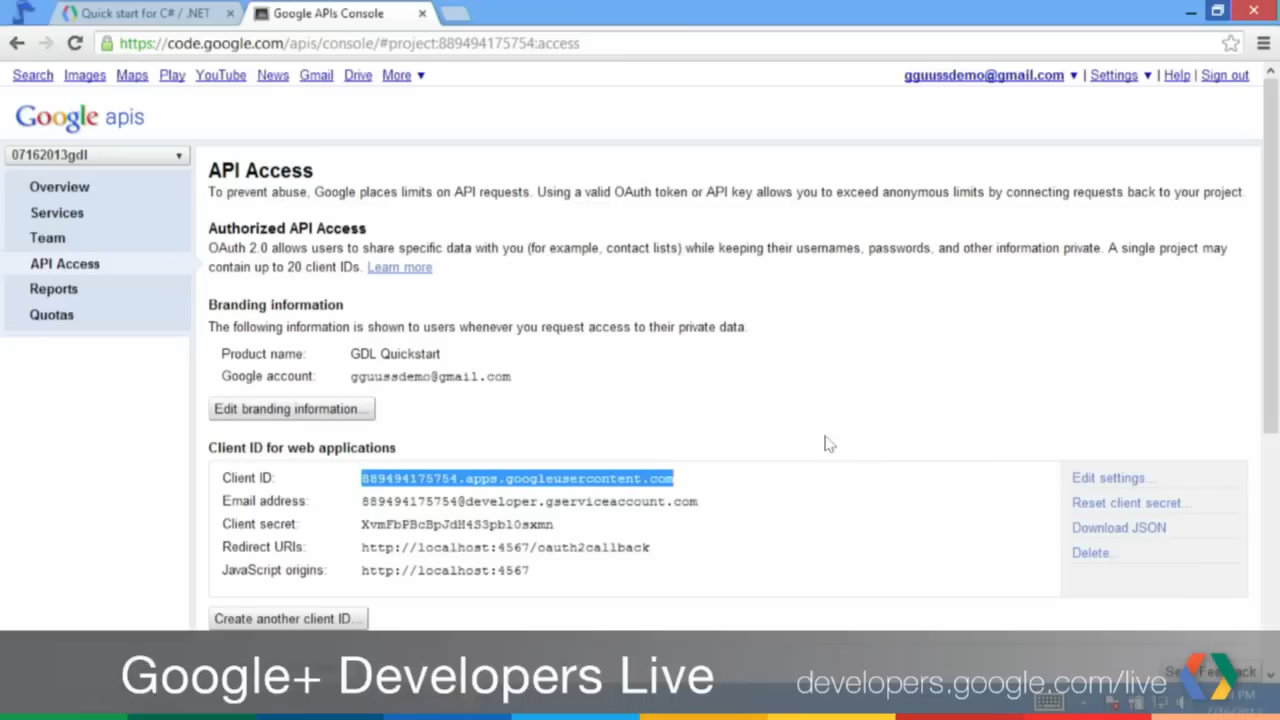 Quick start for C# / .NET
Google APIs Console
https://code.google.com/apis/console/#project:889494175754:access
Search Images Maps Play YouTube News Gmail Drive More
gguussdemo@gmail.com | Settings | Help | Sign out
Google apis
07162013gdl
Overview
Services
Team
API Access
Reports
Quotas
API Access
To prevent abuse, Google places limits on API requests. Using a valid OAuth token or API key allows you to exceed anonymous limits by connecting requests back to your project.
Authorized API Access
OAuth 2.0 allows users to share specific data with you (for example, contact lists) while keeping their usernames, passwords, and other information private. A single project may
contain up to 20 client IDs. Learn more
Branding information
The following information is shown to users whenever you request access to their private data.
Product name: GDL Quickstart
Google account: gguussdemo@gmail.com
Edit branding information...
Client ID for web applications
Client ID: 889494175754.apps.googleusercontent.com
Email address: 889494175754@developer.gserviceaccount.com
Client secret: XvmFbPBcBpJdH4S3pbl0sxmn
Redirect URIs: http://localhost:4567/oauth2callback
JavaScript origins: http://localhost:4567
Edit settings...
Reset client secret...
Download JSON
Delete...
Create another client ID...
Google+ Developers Live
developers.google.com/live